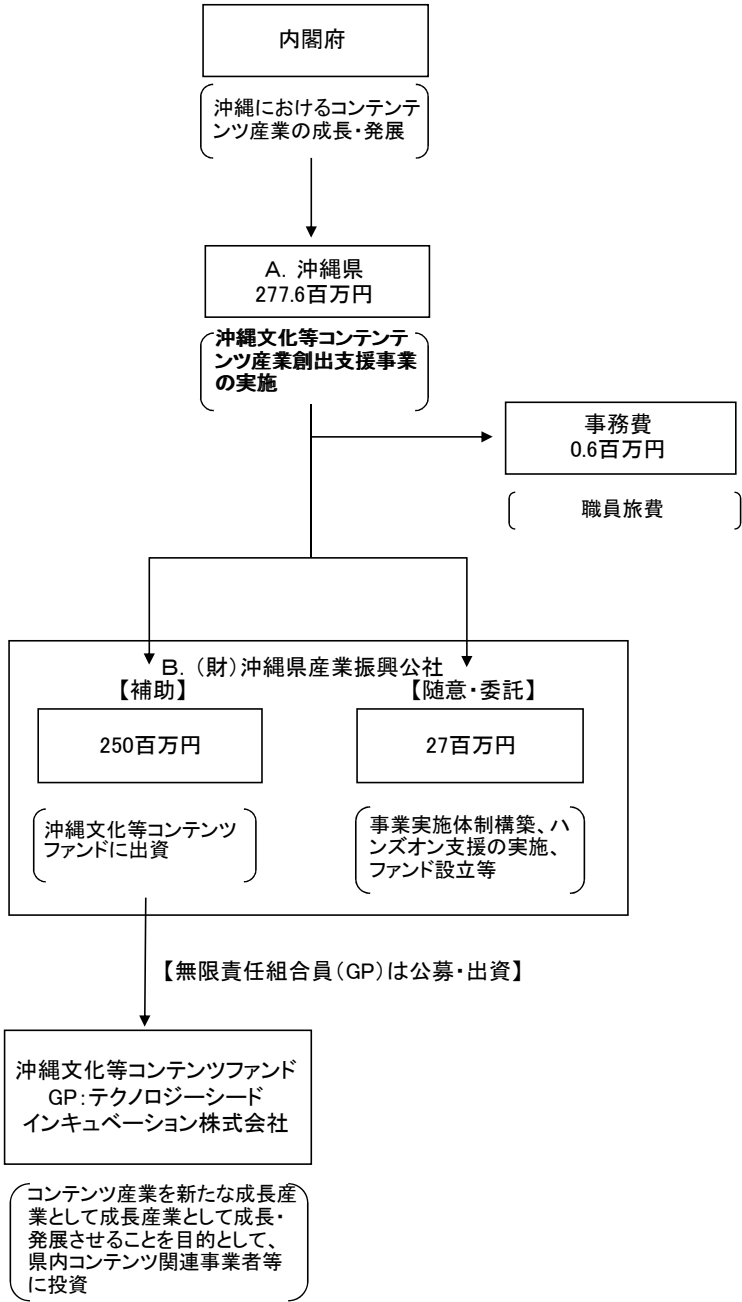 内閣府
沖縄におけるコンテンテ
ンツ産業の成長・発展
A．沖縄県
277.6百万円
沖縄文化等コンテンテ
ンツ産業創出支援事業
の実施
事務費
0.6百万円
職員旅費
B．（財）沖縄県産業振興公社
【補助】
【随意・委託】
250百万円
27百万円
沖縄文化等コンテンツ
ファンドに出資
事業実施体制構築、ハ
ンズオン支援の実施、
ファンド設立等
【無限責任組合員（GP）は公募・出資】
沖縄文化等コンテンツファンド
GP：テクノロジーシード
インキュベーション株式会社
コンテンツ産業を新たな成長産
業として成長産業として成長・
発展させることを目的として、
県内コンテンツ関連事業者等
に投資